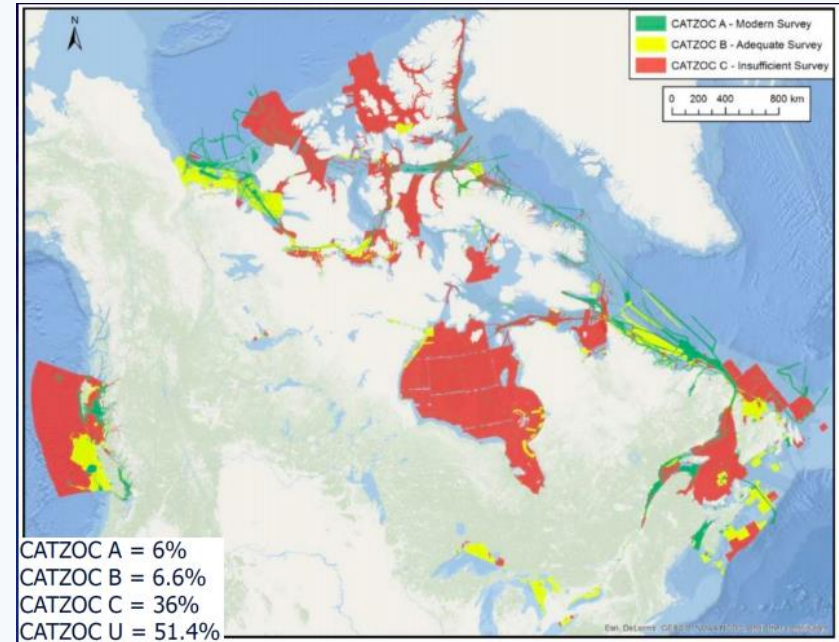 N
CATZOC A - Modern Survey
CATZOC B - Adequate Survey
CATZOC C - Insufficient Survey
0 200 400 800 km
CATZOC A = 6%
CATZOC B = 6.6%
CATZOC C = 36%
CATZOC U = 51.4%
Esri, DeLorme,